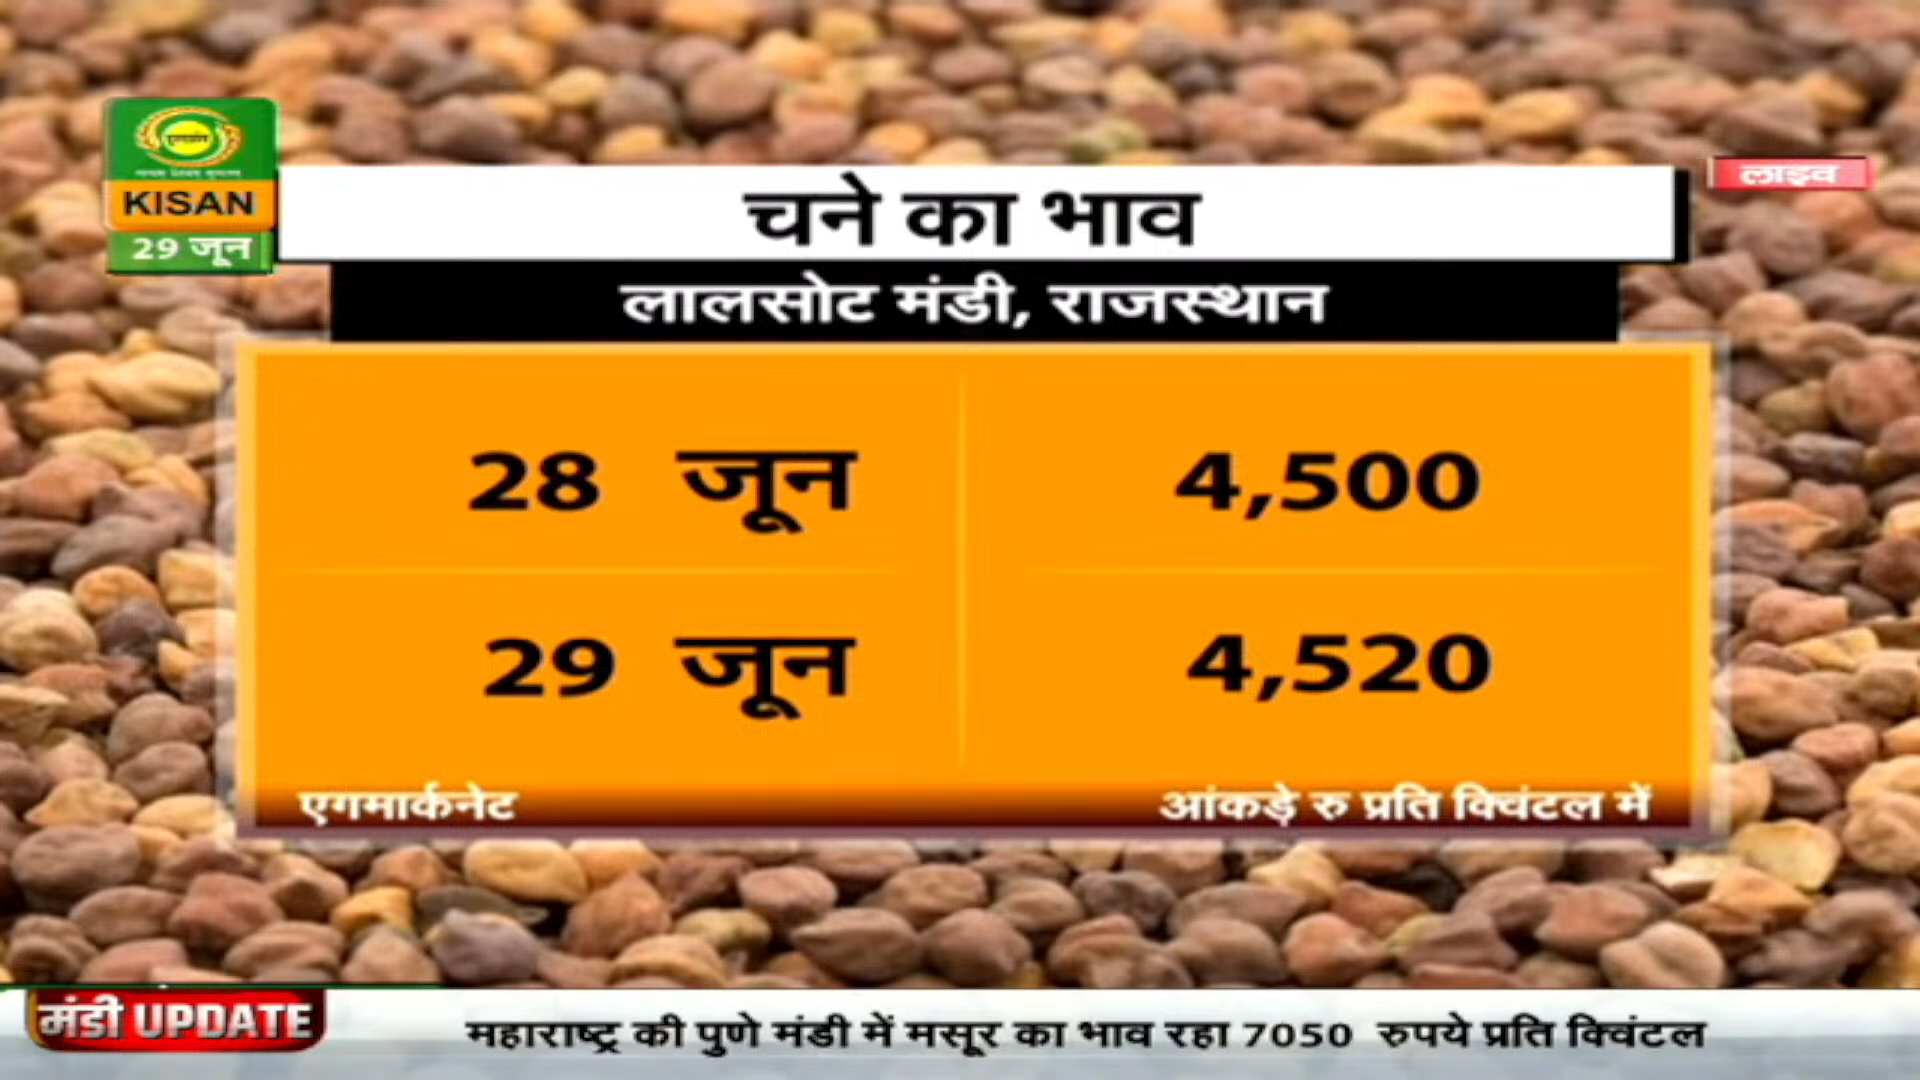 KISAN
29 जून
लाइव
चने का भाव
लालसोट मंडी, राजस्थान
28 जून 4,500
29 जून 4,520
एगमार्कनेट आंकड़े रु प्रति क्विंटल में
मंडी UPDATE महाराष्ट्र की पुणे मंडी में मसूर का भाव रहा 7050 रुपये प्रति क्विंटल